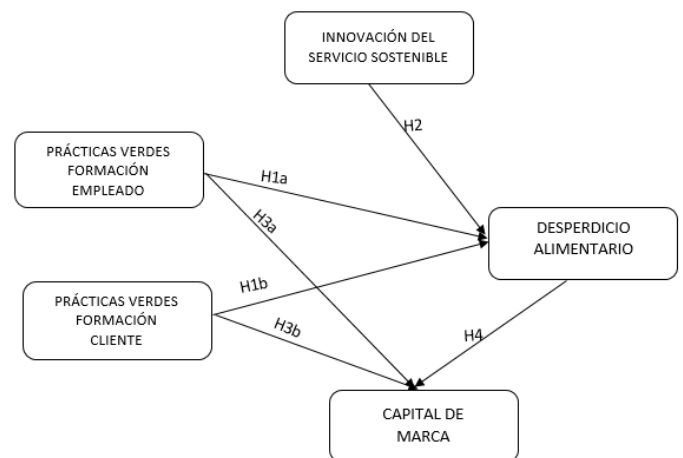 INNOVACIÓN DEL
SERVICIO SOSTENIBLE
H2
PRÁCTICAS VERDES
FORMACIÓN
EMPLEADO
H1a
H3a
DESPERDICIO
ALIMENTARIO
PRÁCTICAS VERDES
FORMACIÓN
CLIENTE
H1b
H3b
H4
CAPITAL DE
MARCA